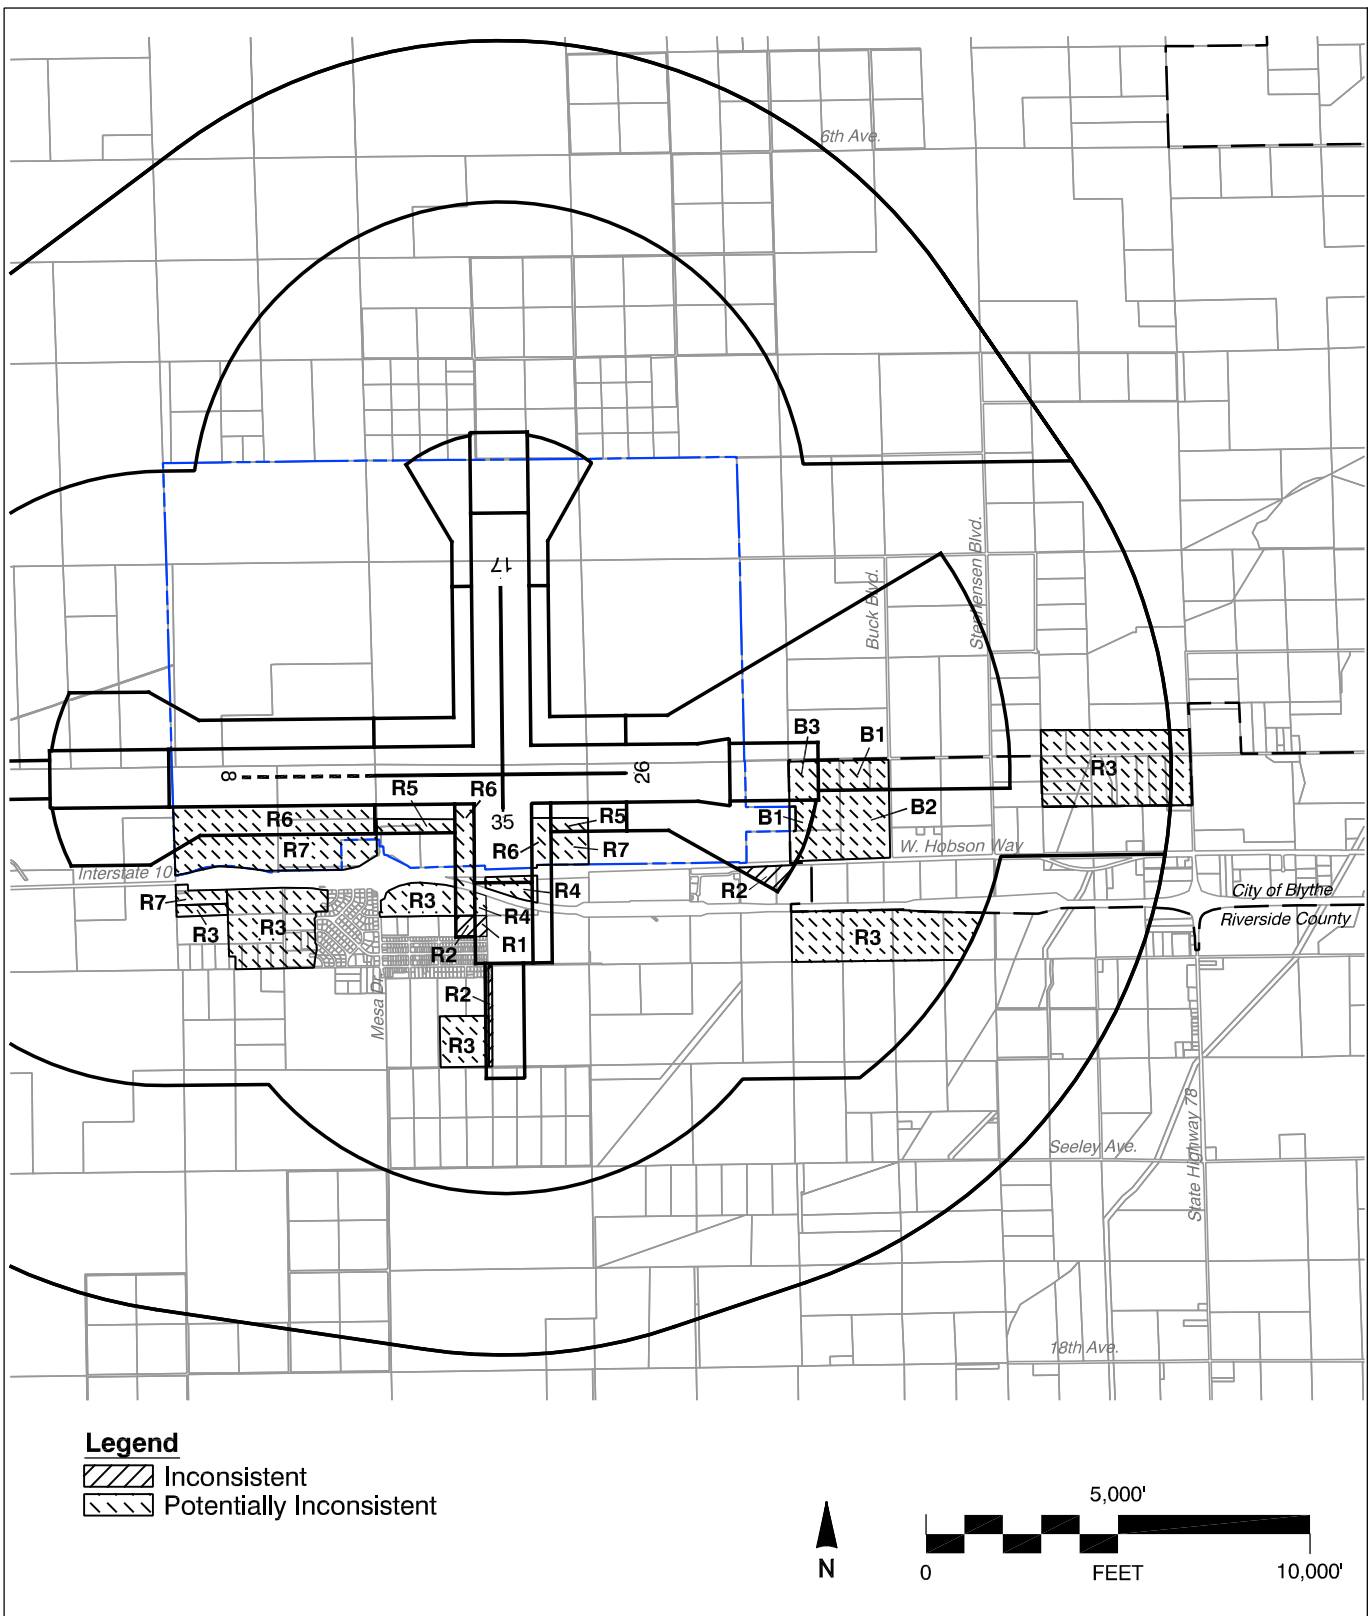 6th Ave.
17
Buck Blvd.
Stephensen Blvd.
B3
B1
R3
8
26
R6
R5
R6
35
R5
B1
B2
R7
R6
R7
W. Hobson Way
Interstate 10
R2
R4
City of Blythe
R7
R3
R4
Riverside County
R3
R3
R2
R1
R3
Mesa Dr.
R2
R3
State Highway 78
Seeley Ave.
18th Ave.
Legend
Inconsistent
Potentially Inconsistent
5,000'
N
0
FEET
10,000'